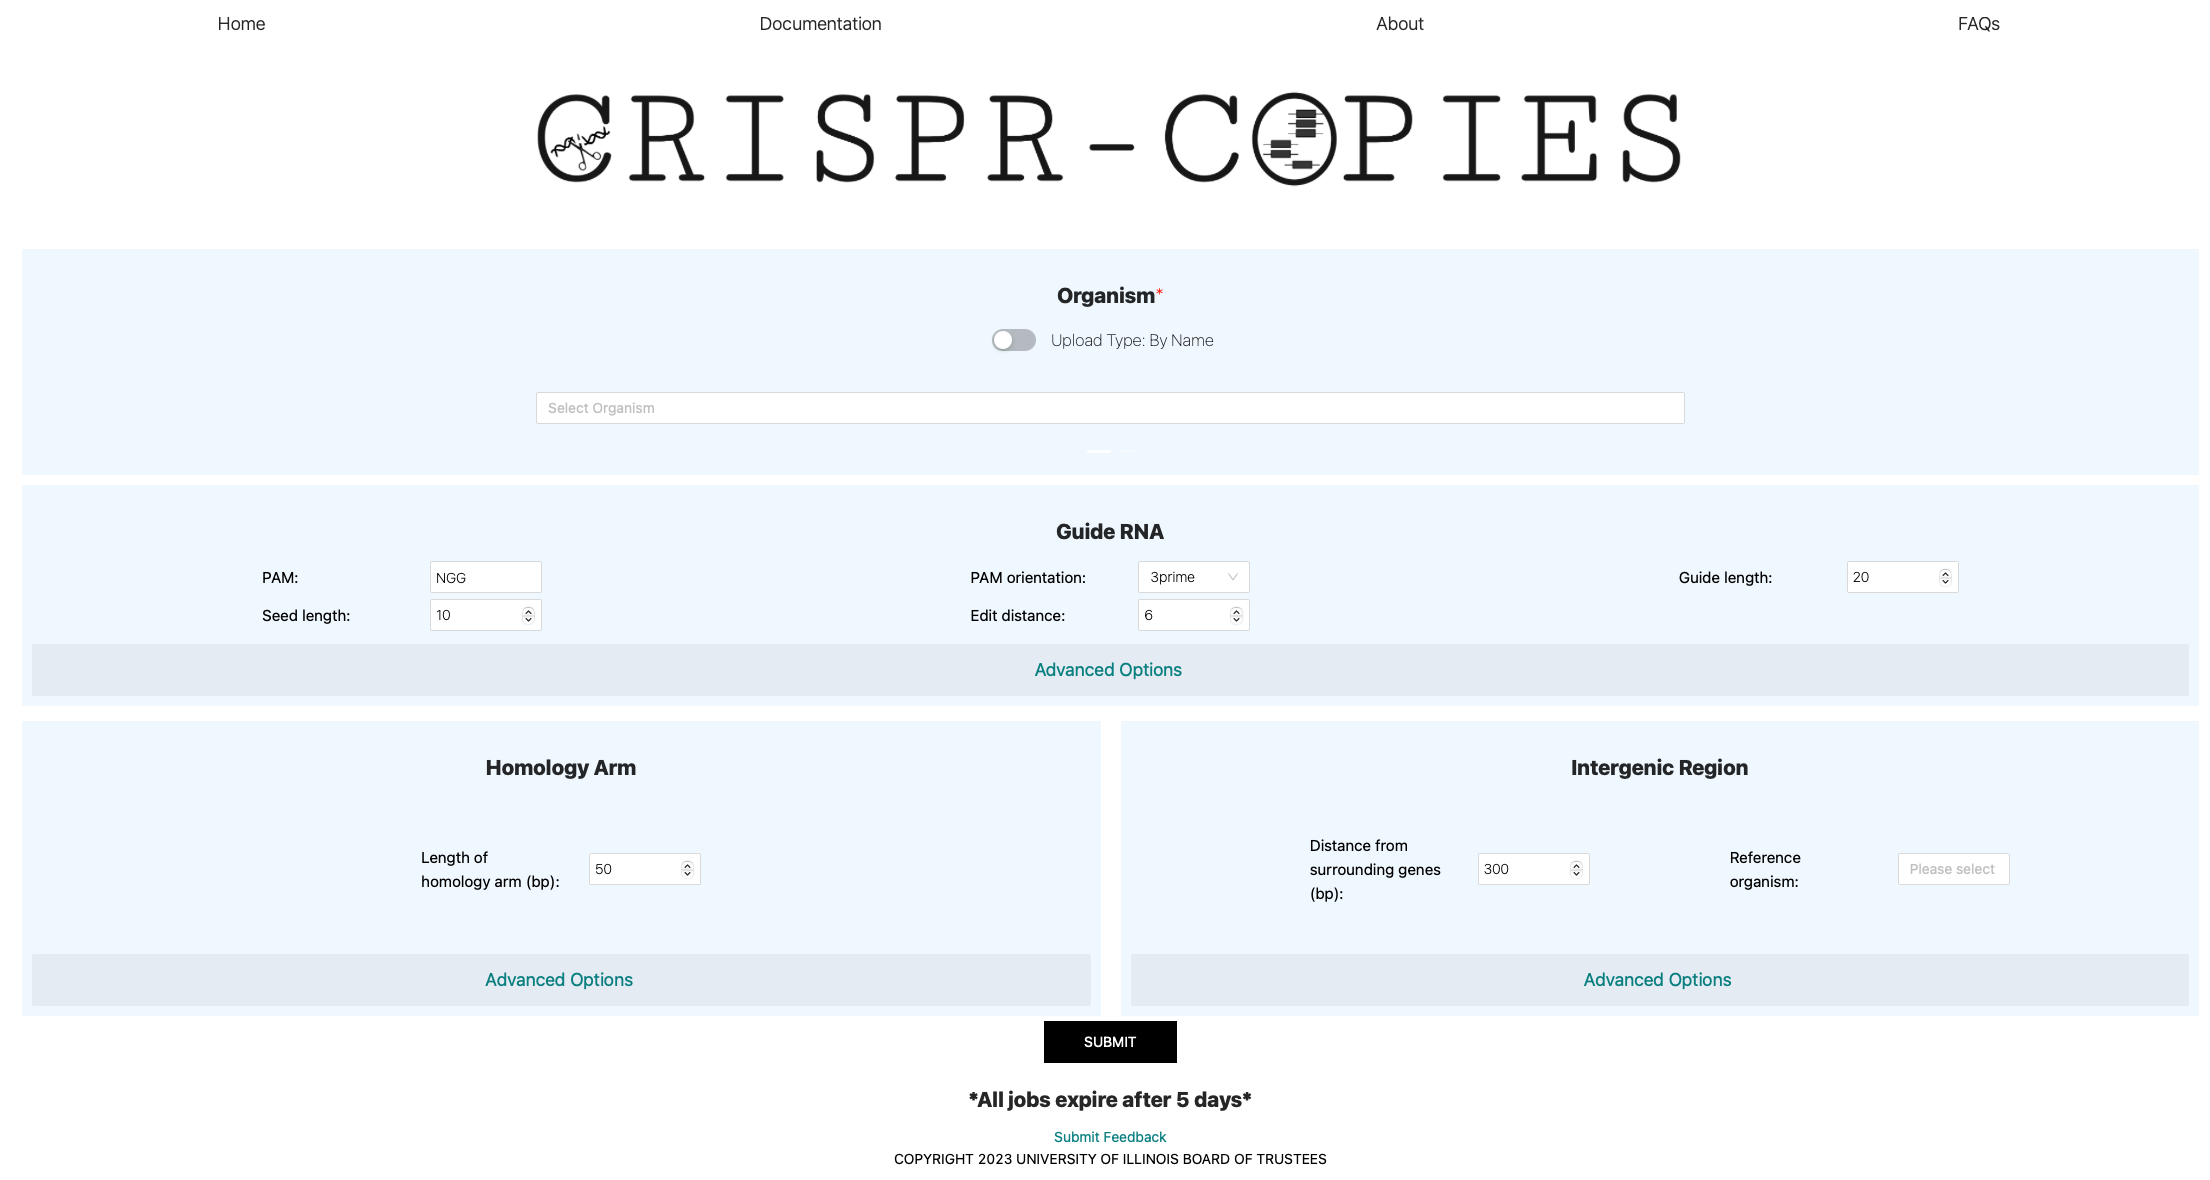 Home Documentation About FAQs
CRISPR-COPIES
Organism*
Upload Type: By Name
Select Organism
Guide RNA
PAM: NGG PAM orientation: 3prime Guide length: 20
Seed length: 10 Edit distance: 6
Advanced Options
Homology Arm
Length of
homology arm (bp): 50
Advanced Options
Intergenic Region
Distance from
surrounding genes
(bp): 300
Reference
organism: Please select
Advanced Options
SUBMIT
*All jobs expire after 5 days*
Submit Feedback
COPYRIGHT 2023 UNIVERSITY OF ILLINOIS BOARD OF TRUSTEES